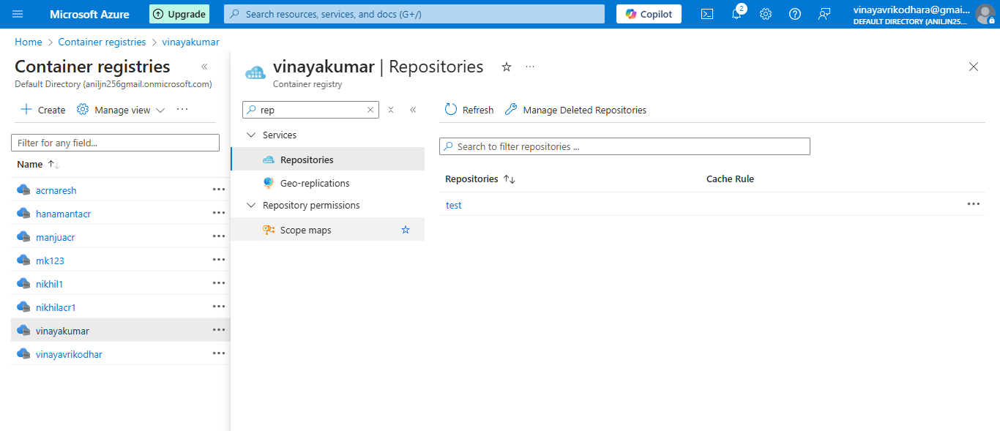 Microsoft Azure
Upgrade
Search resources, services, and docs (G+/)
Copilot
2
vinayavrikodhara@gmai...
DEFAULT DIRECTORY (ANILJN25...
Home > Container registries > vinayakumar
Container registries
Default Directory (aniljn256gmail.onmicrosoft.com)
Create
Manage view
Filter for any field...
Name
acrnaresh
hanamantacr
manjuacr
mk123
nikhil1
nikhilacr1
vinayakumar
vinayavrikodhar
vinayakumar | Repositories
Container registry
rep
Services
Repositories
Geo-replications
Repository permissions
Scope maps
Refresh
Manage Deleted Repositories
Search to filter repositories ...
Repositories
Cache Rule
test